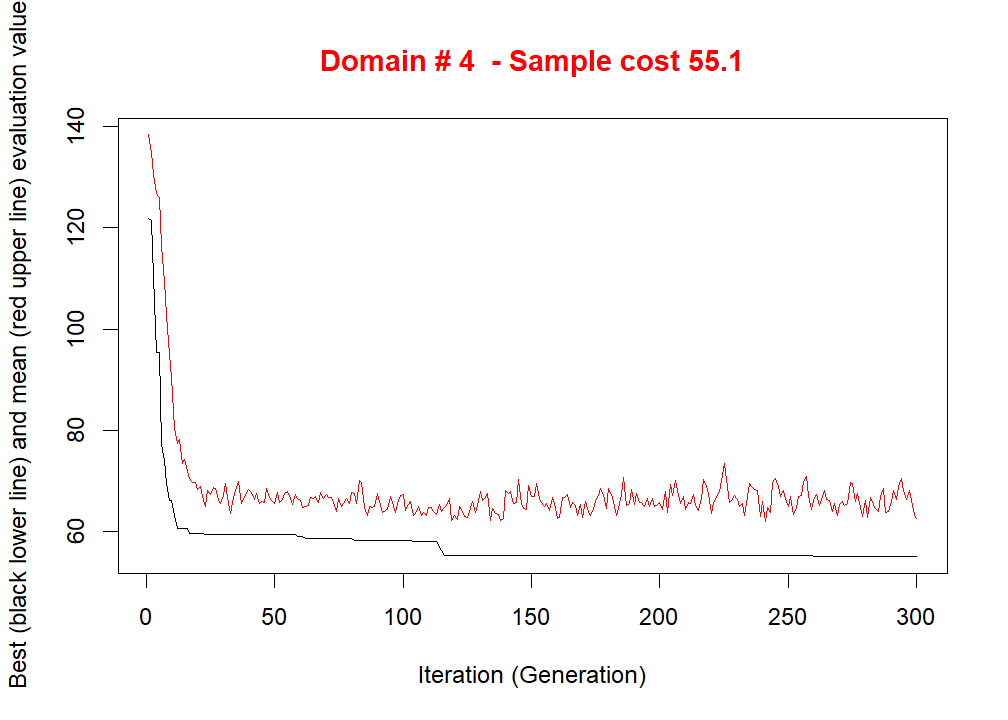 Domain # 4  - Sample cost 55.1
Best (black lower line) and mean (red upper line) evaluation value
140
120
100
80
60
0 50 100 150 200 250 300
Iteration (Generation)